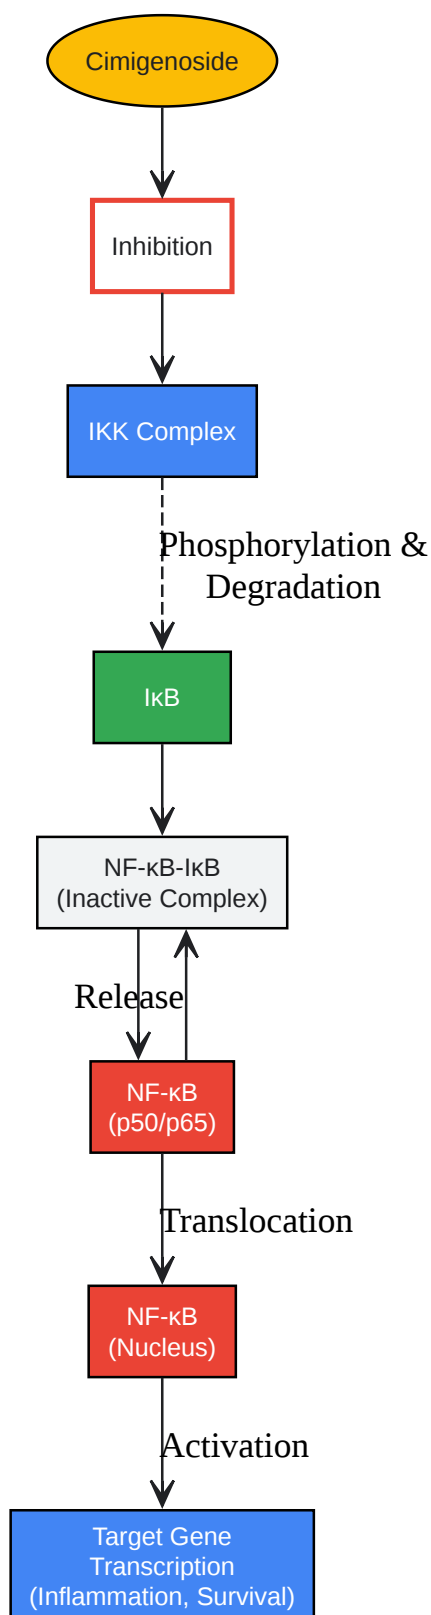 Cimigenoside
Inhibition
IKK Complex
Phosphorylation &
Degradation
IκB
NF-κB-IκB
(Inactive Complex)
Release
NF-κB
(p50/p65)
Translocation
NF-κB
(Nucleus)
Activation
Target Gene
Transcription
(Inflammation, Survival)